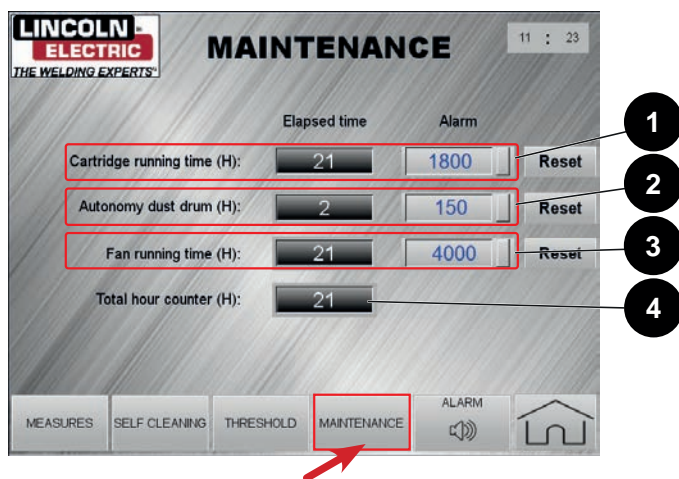 LINCOLN
ELECTRIC
THE WELDING EXPERTS®
MAINTENANCE
11 : 23
Elapsed time Alarm
Cartridge running time (H): 21 1800 Reset
1
Autonomy dust drum (H): 2 150 Reset
2
Fan running time (H): 21 4000 Reset
3
Total hour counter (H): 21
4
MEASURES SELF CLEANING THRESHOLD MAINTENANCE ALARM